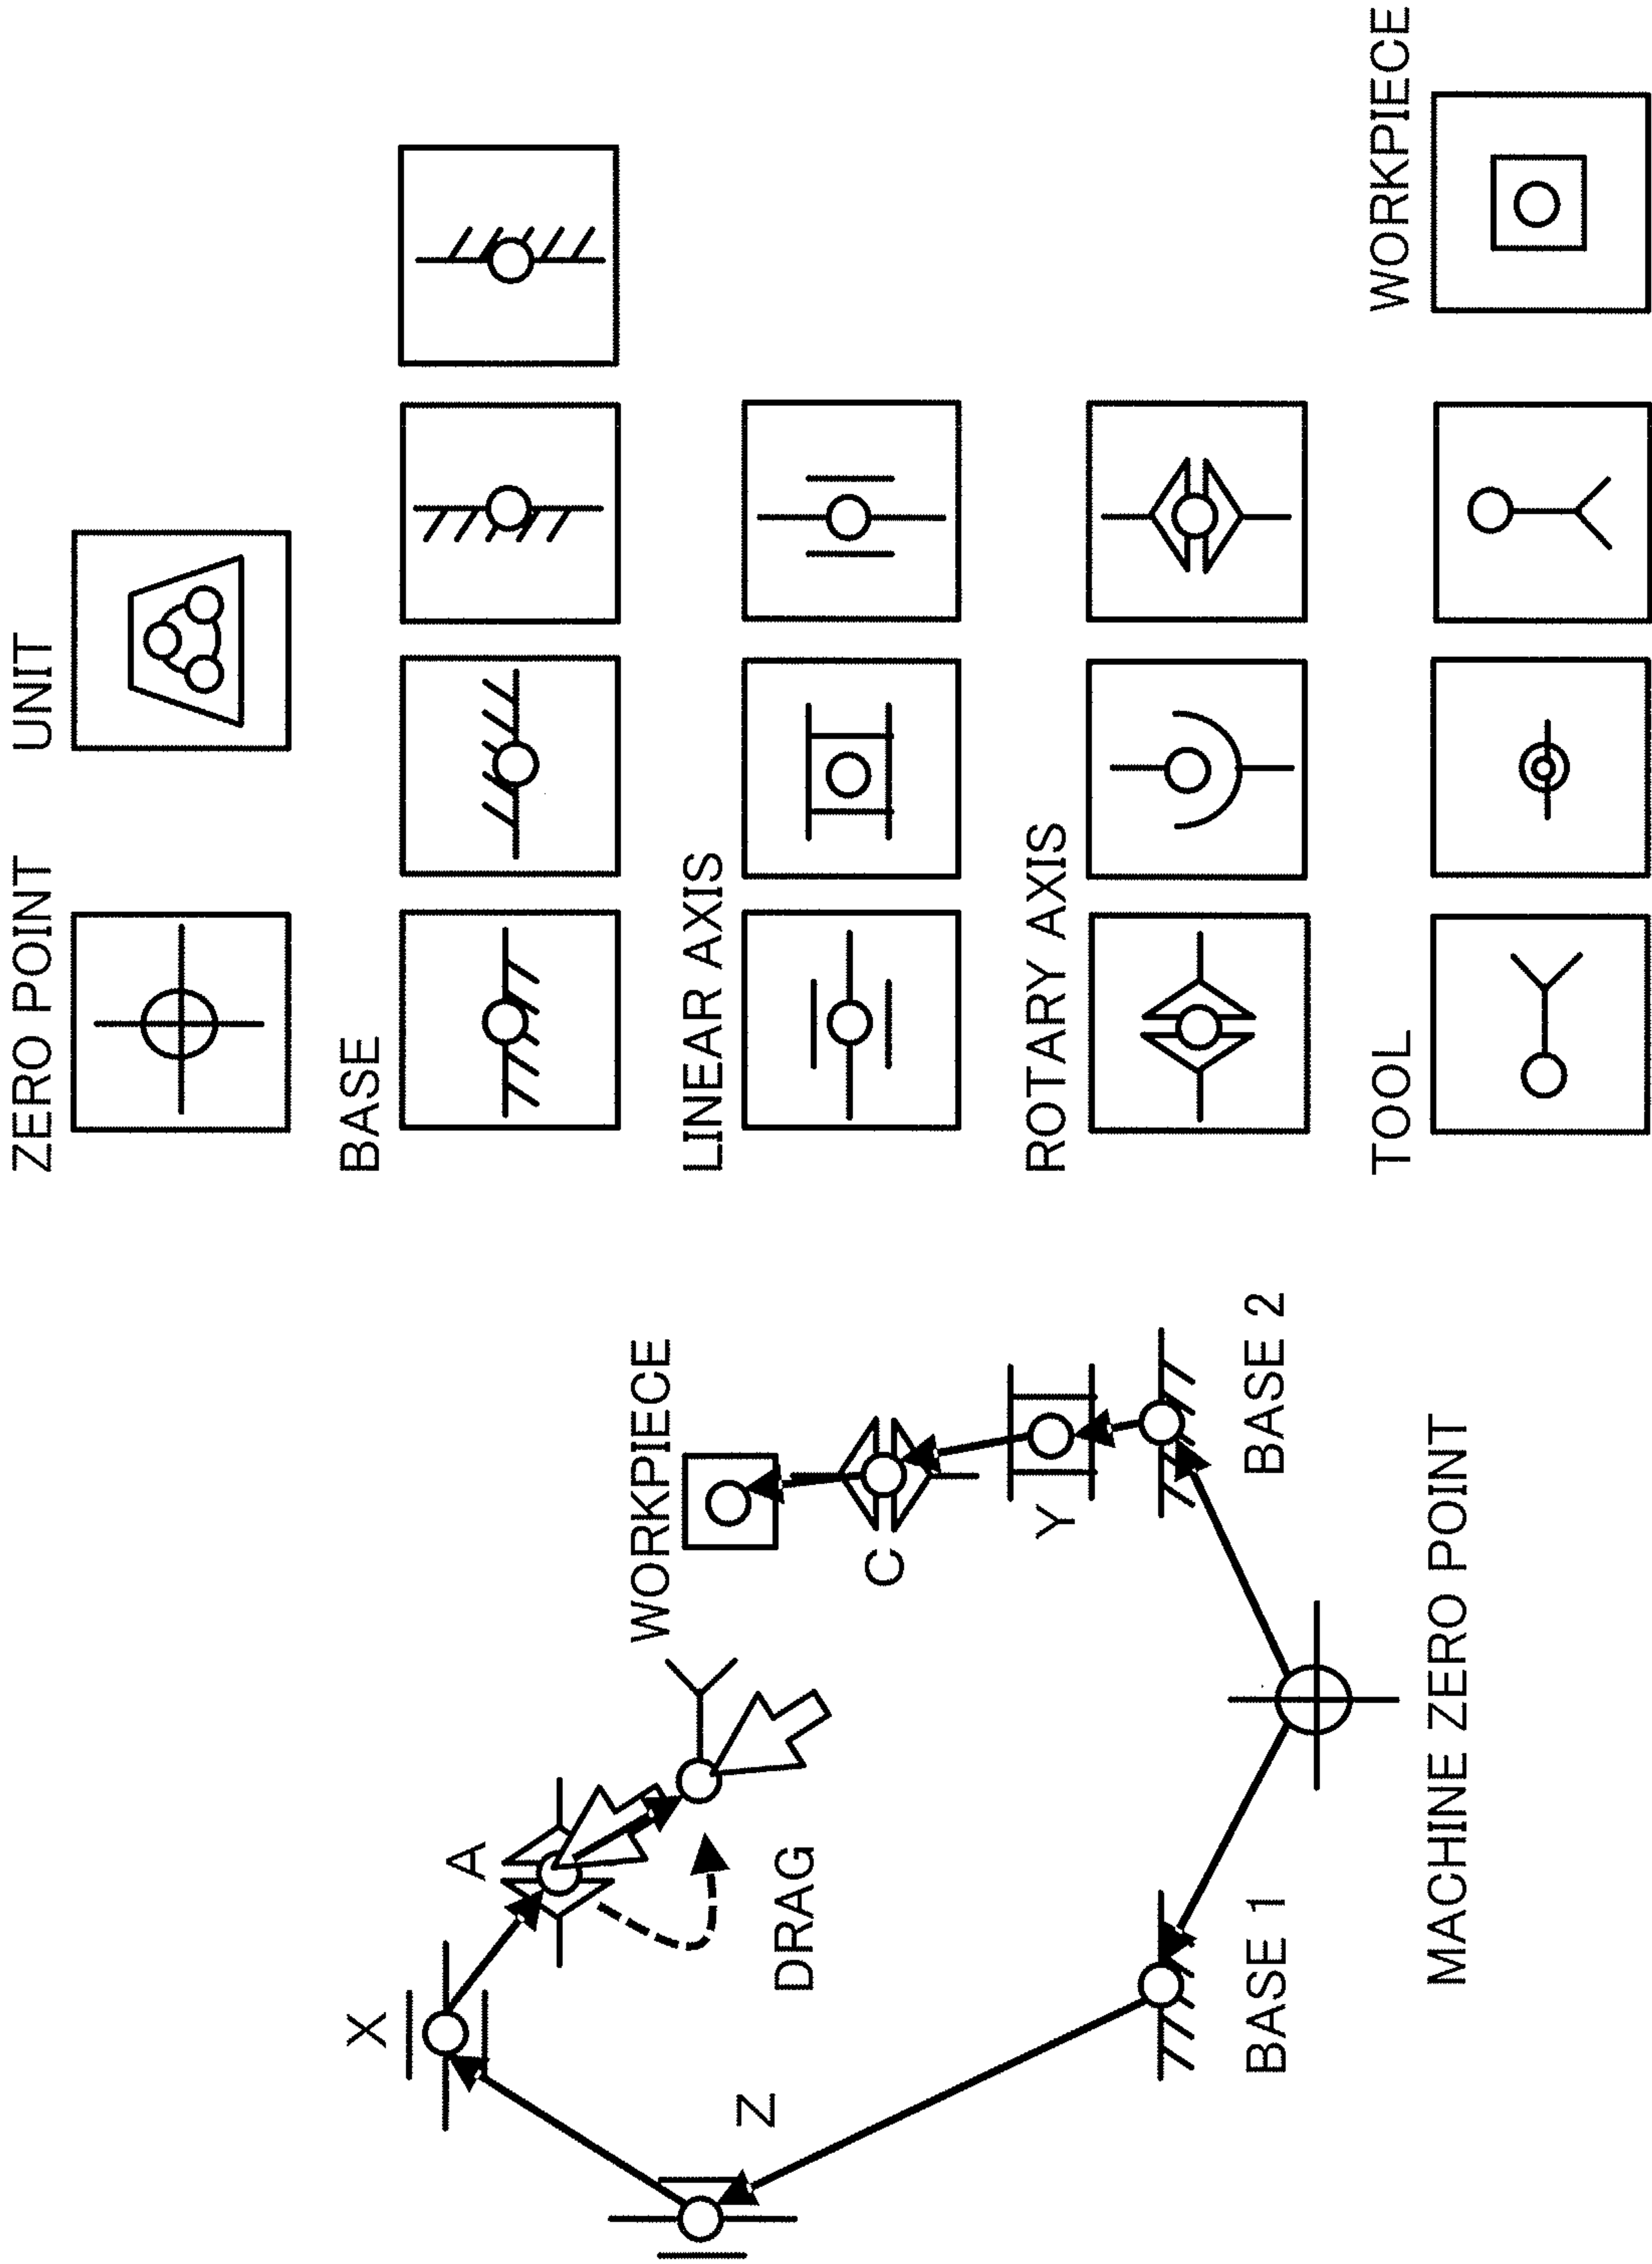 X
A
Z
DRAG
WORKPIECE
C
Y
BASE 1
BASE 2
MACHINE ZERO POINT
ZERO POINT
UNIT
BASE
LINEAR AXIS
ROTARY AXIS
TOOL
WORKPIECE